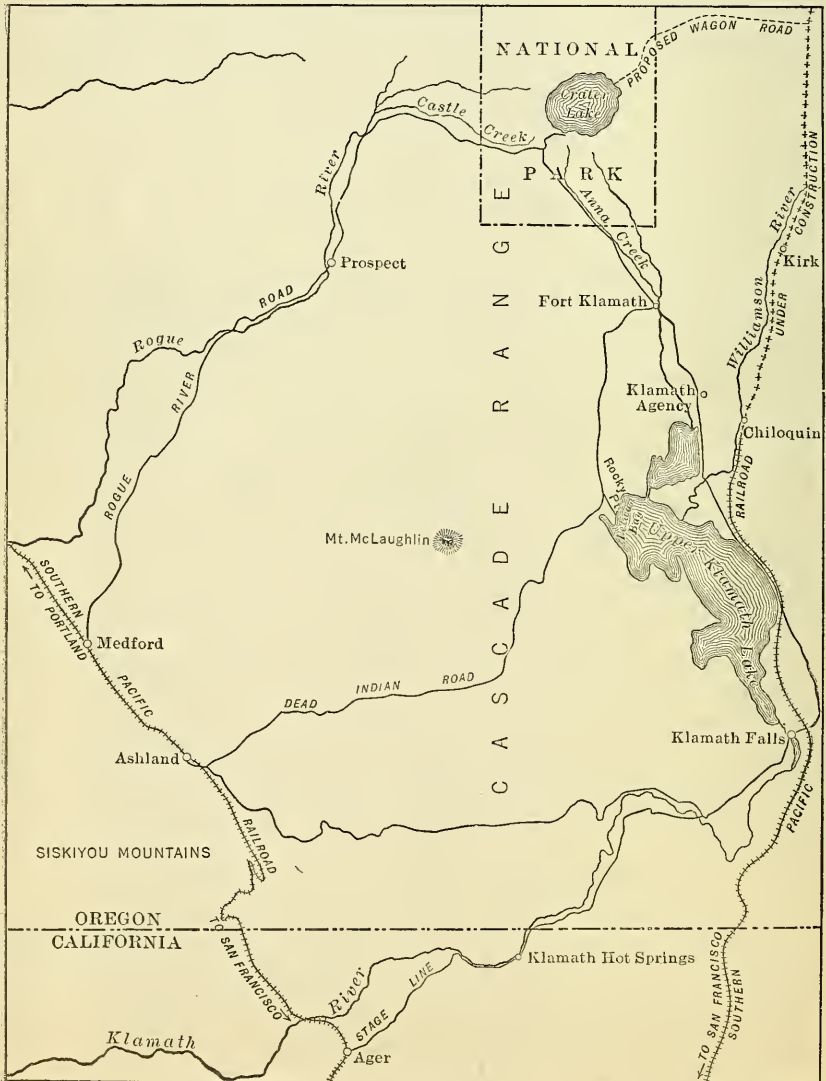 NATIONAL
PROPOSED WAGON ROAD
Crater
Lake
Castle
Creek
PARK
Anna Creek
River
UNDER CONSTRUCTION
River
Williamson
Kirk
Prospect
Fort Klamath
ROAD
RIVER
ROGUE
Rogue
CASCADE RANGE
Klamath
Agency
Chiloquin
RAILROAD
Rocky
Bay
Upper Klamath Lake
Mt. McLaughlin
SOUTHERN
TO PORTLAND
PACIFIC
Medford
DEAD INDIAN ROAD
Ashland
Klamath Falls
PACIFIC
RAILROAD
SISKIYOU MOUNTAINS
OREGON
CALIFORNIA
TO SAN FRANCISCO
Klamath Hot Springs
TO SAN FRANCISCO
SOUTHERN
River
STAGE LINE
Klamath
Ager